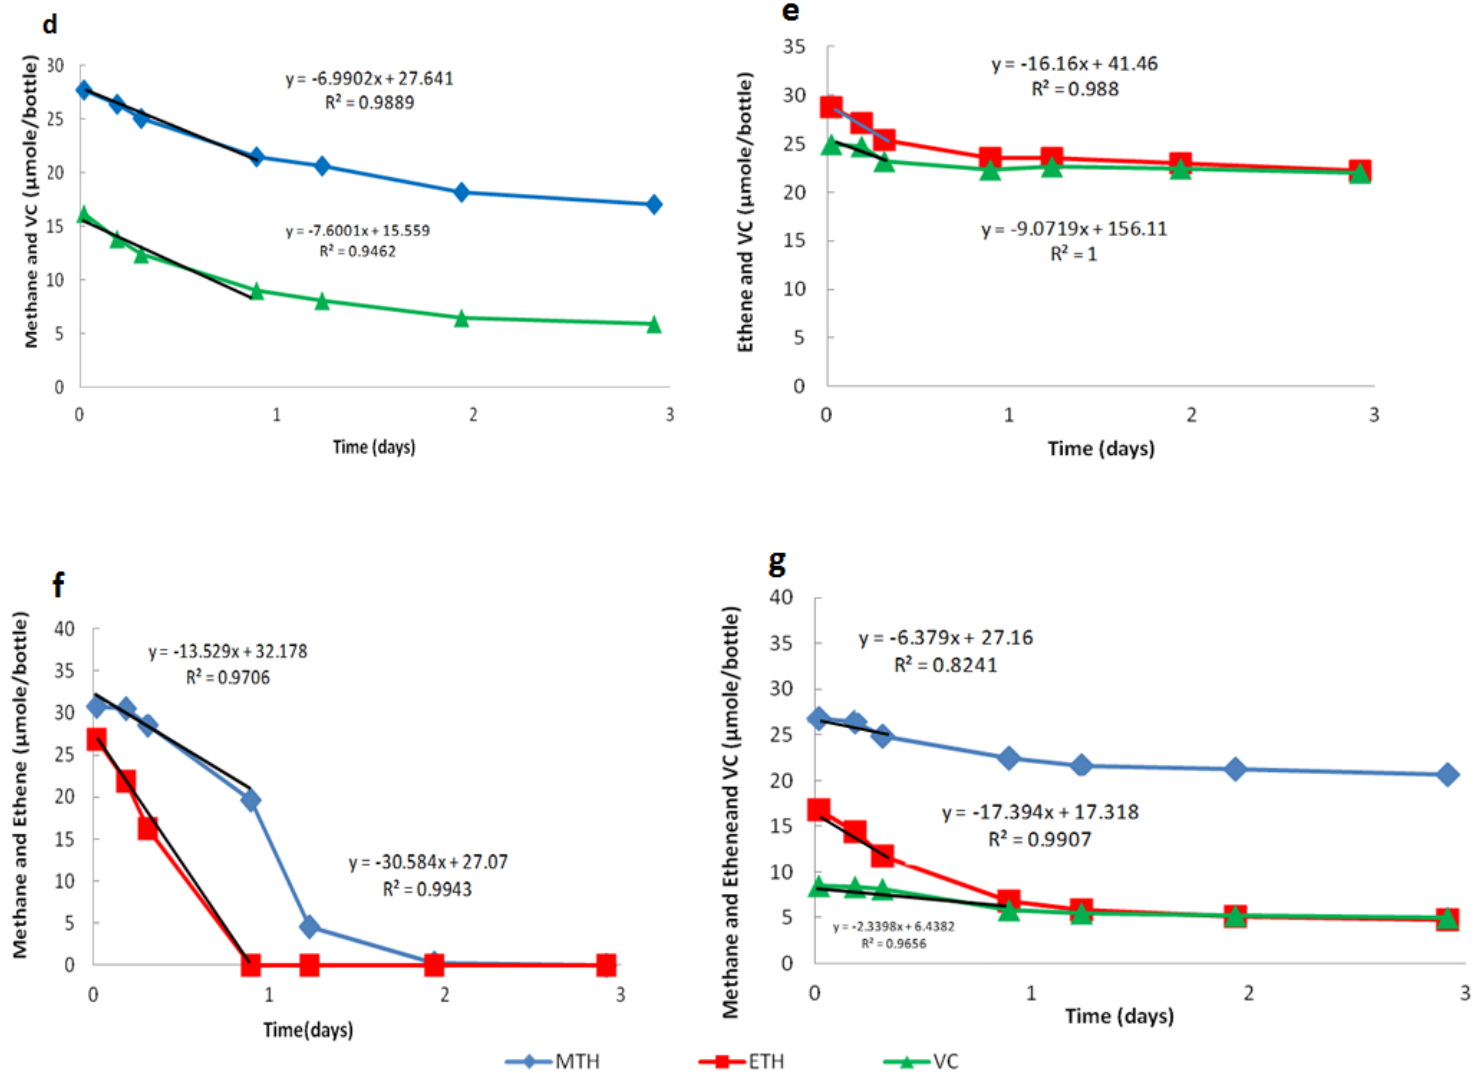 d
Methane and VC (µmole/bottle)
30
25
20
15
10
5
0
y = -6.9902x + 27.641
R² = 0.9889
y = -7.6001x + 15.559
R² = 0.9462
0 1 2 3
Time (days)
e
Ethene and VC (µmole/bottle)
35
30
25
20
15
10
5
0
y = -16.16x + 41.46
R² = 0.988
y = -9.0719x + 156.11
R² = 1
0 1 2 3
Time (days)
f
Methane and Ethene (µmole/bottle)
40
35
30
25
20
15
10
5
0
y = -13.529x + 32.178
R² = 0.9706
y = -30.584x + 27.07
R² = 0.9943
0 1 2 3
Time(days)
g
Methane and Etheneand VC (µmole/bottle)
40
35
30
25
20
15
10
5
0
y = -6.379x + 27.16
R² = 0.8241
y = -17.394x + 17.318
R² = 0.9907
y = -2.3398x + 6.4382
R² = 0.9656
0 1 2 3
Time (days)
MTH ETH VC